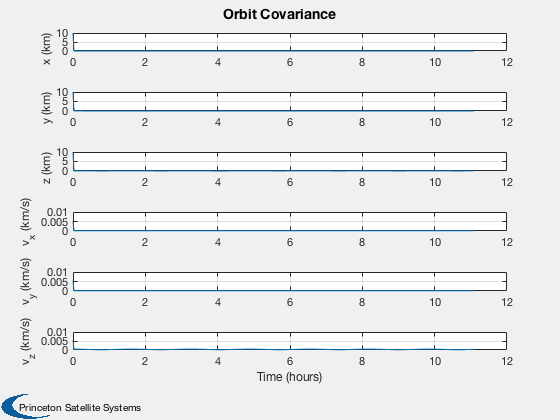 Orbit Covariance
10
5
0
x (km)
0 2 4 6 8 10 12
10
5
0
y (km)
0 2 4 6 8 10 12
10
5
0
z (km)
0 2 4 6 8 10 12
0.01
0.005
0
v_x (km/s)
0 2 4 6 8 10 12
0.01
0.005
0
v_y (km/s)
0 2 4 6 8 10 12
0.01
0.005
0
v_z (km/s)
0 2 4 6 8 10 12
Time (hours)
Princeton Satellite Systems